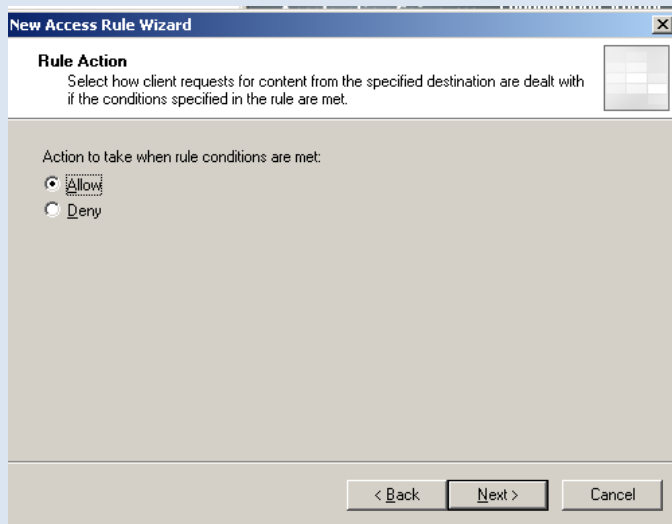 New Access Rule Wizard
Rule Action
Select how client requests for content from the specified destination are dealt with
if the conditions specified in the rule are met.
Action to take when rule conditions are met:
Allow
Deny
< Back
Next >
Cancel